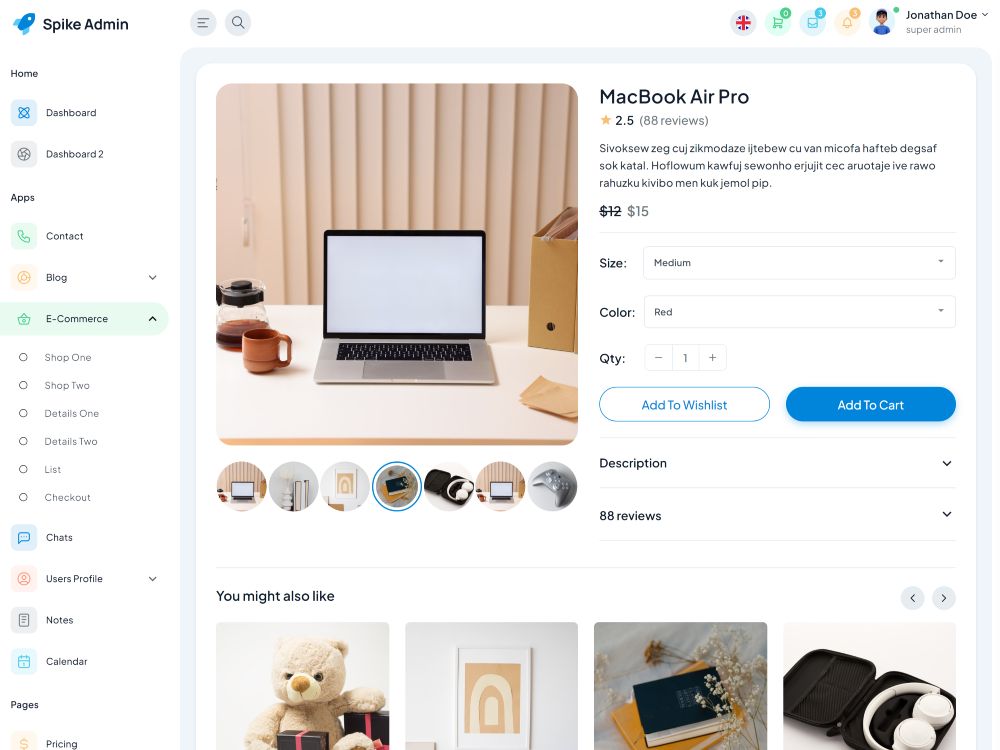 Spike Admin
0
3
3
Jonathan Doe
super admin
Home
Dashboard
Dashboard 2
Apps
Contact
Blog
E-Commerce
Shop One
Shop Two
Details One
Details Two
List
Checkout
Chats
Users Profile
Notes
Calendar
Pages
Pricing
MacBook Air Pro
2.5 (88 reviews)
Sivoksew zeg cuj zikmodaze ijtebew cu van micofa hafteb degsaf
sok katal. Hoflowum kawfuj sewonho erjujit cec aruotaje ive rawo
rahuzku kivibo men kuk jemol pip.
$12 $15
Size: Medium
Color: Red
Qty: − 1 +
Add To Wishlist
Add To Cart
Description
88 reviews
You might also like